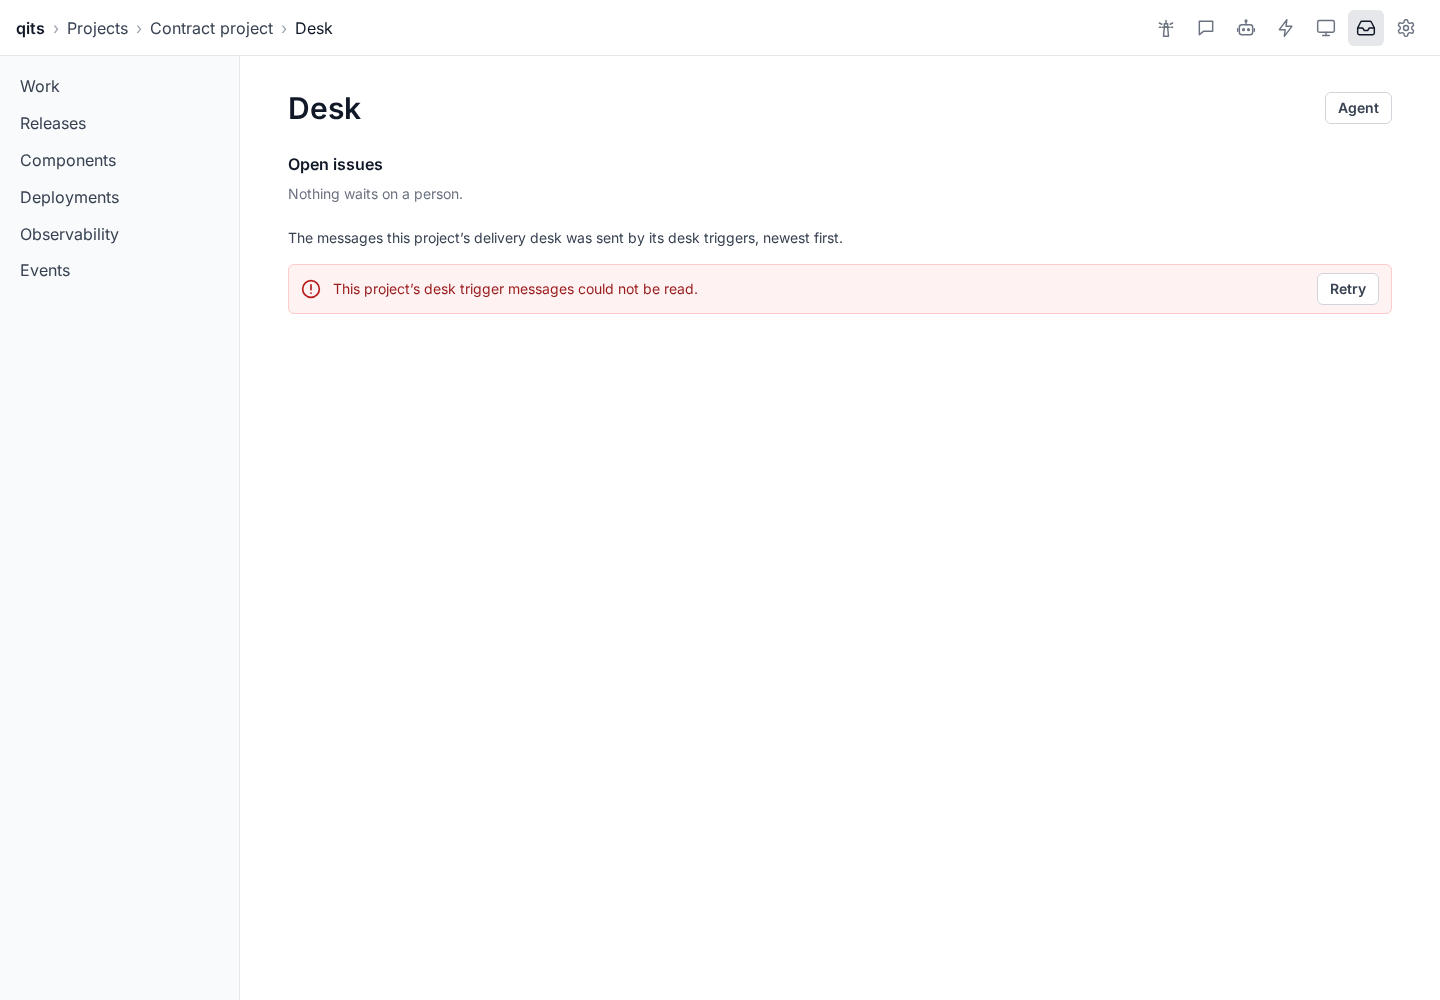 qits › Projects › Contract project › Desk
Work
Releases
Components
Deployments
Observability
Events
Desk
Agent
Open issues
Nothing waits on a person.
The messages this project’s delivery desk was sent by its desk triggers, newest first.
This project’s desk trigger messages could not be read.
Retry